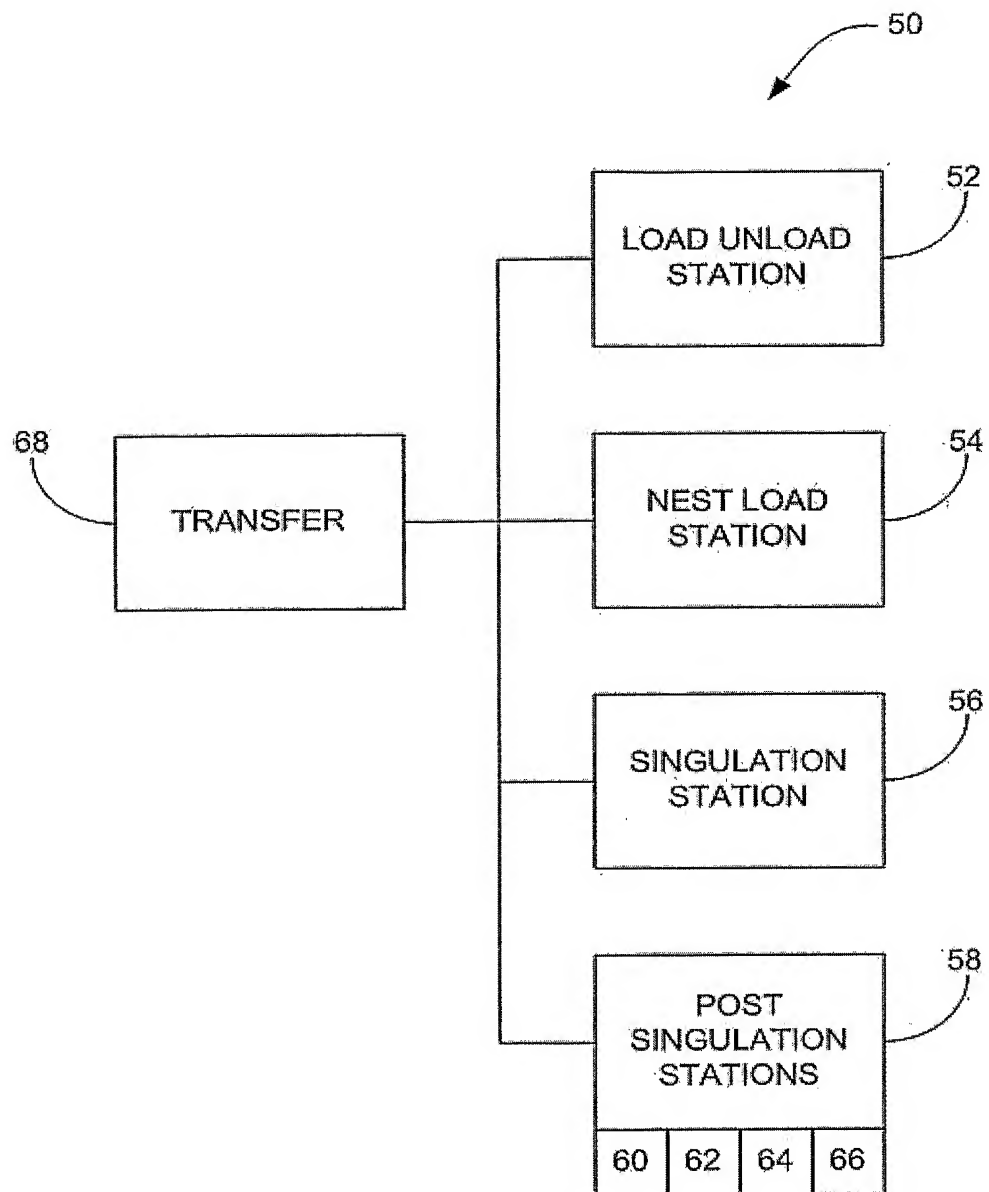 50
52
LOAD UNLOAD
STATION
54
NEST LOAD
STATION
68
TRANSFER
56
SINGULATION
STATION
58
POST
SINGULATION
STATIONS
60 62 64 66